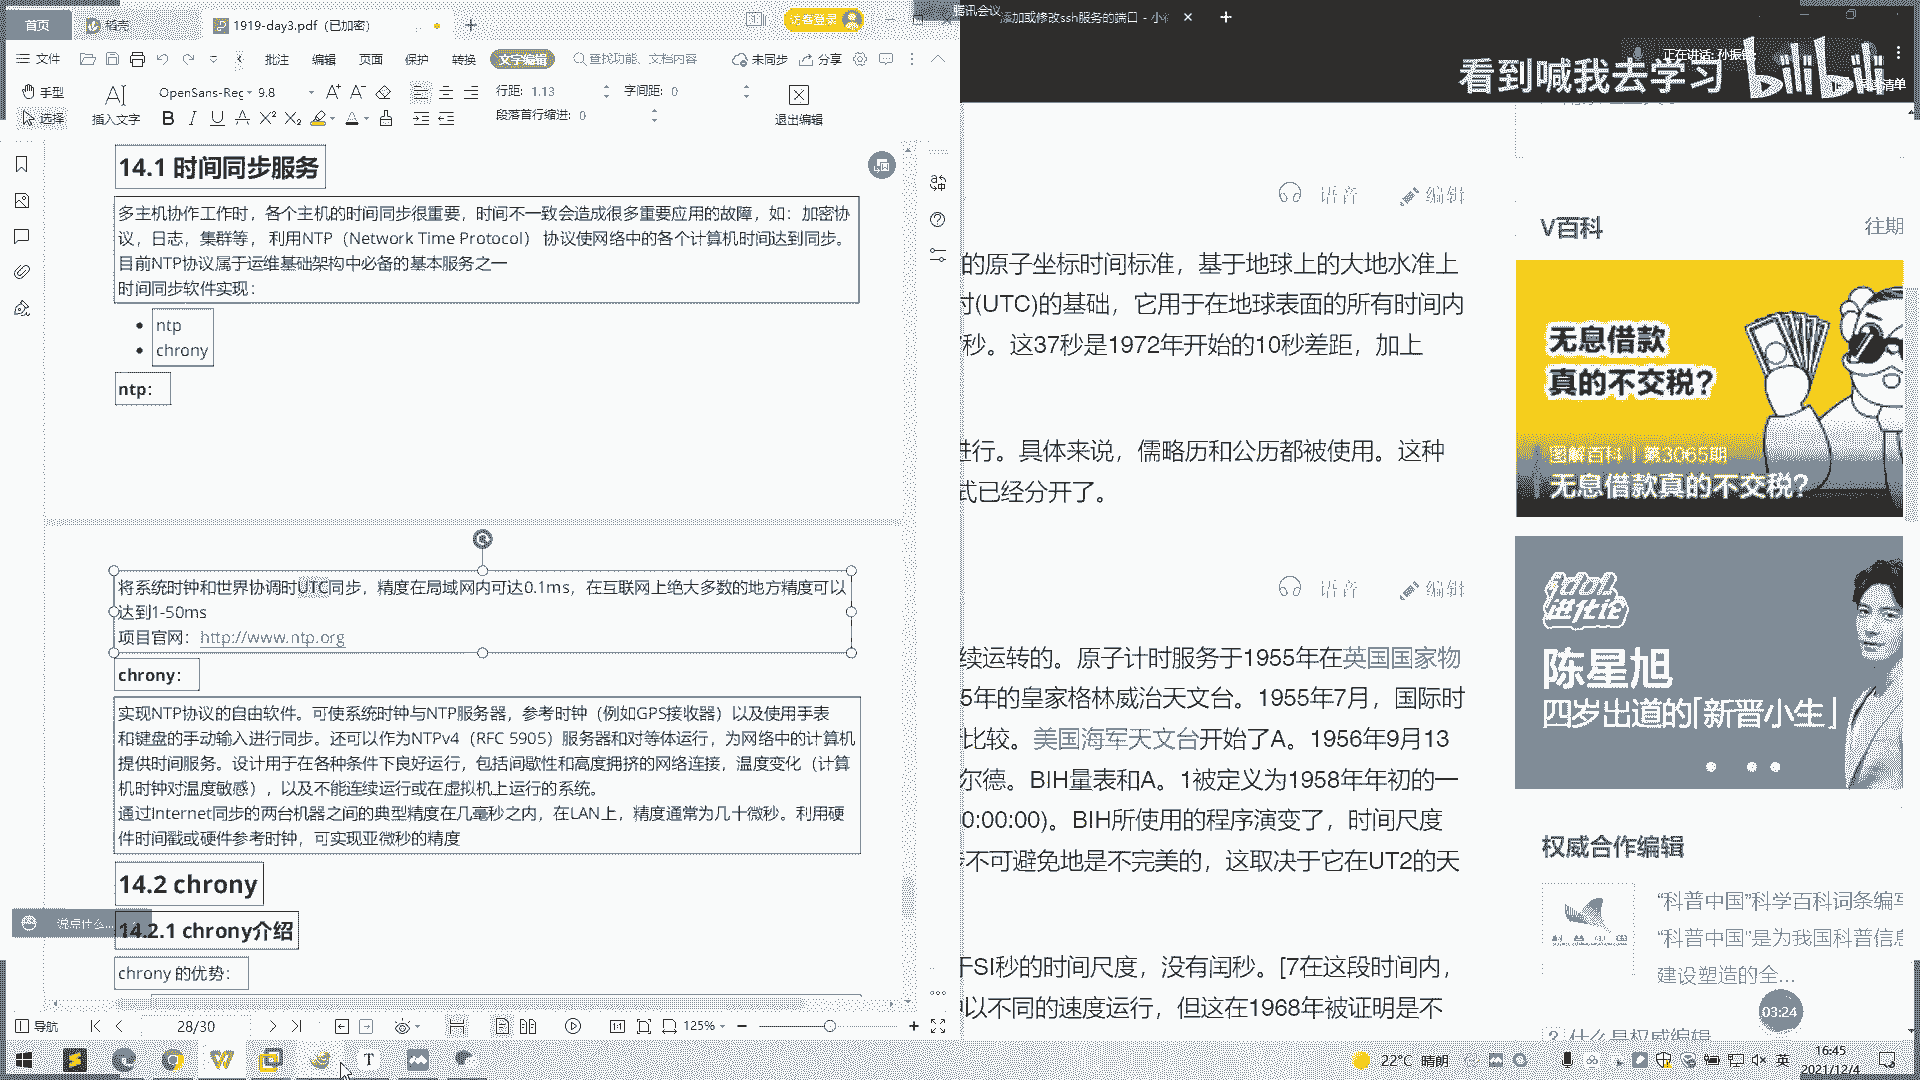 首页
稻壳
1919-day3.pdf (已加密)
访客登录
文件
批注
编辑
页面
保护
转换
文字编辑
查找功能、文档内容
未同步
分享
手型
选择
插入文字
OpenSans-Reg
9.8
行距: 1.13
字间距: 0
段落首行缩进: 0
退出编辑
14.1 时间同步服务
多主机协作工作时，各个主机的时间同步很重要，时间不一致会造成很多重要应用的故障，如：加密协
议，日志，集群等， 利用NTP（Network Time Protocol） 协议使网络中的各个计算机时间达到同步。
目前NTP协议属于运维基础架构中必备的基本服务之一
时间同步软件实现：
ntp
chrony
ntp:
将系统时钟和世界协调时UTC同步，精度在局域网内可达0.1ms，在互联网上绝大多数的地方精度可以
达到1-50ms
项目官网：http://www.ntp.org
chrony:
实现NTP协议的自由软件。可使系统时钟与NTP服务器，参考时钟（例如GPS接收器）以及使用手表
和键盘的手动输入进行同步。还可以作为NTPv4（RFC 5905）服务器和对等体运行，为网络中的计算机
提供时间服务。设计用于在各种条件下良好运行，包括间歇性和高度拥挤的网络连接，温度变化（计算
机时钟对温度敏感），以及不能连续运行或在虚拟机上运行的系统。
通过Internet同步的两台机器之间的典型精度在几毫秒之内，在LAN上，精度通常为几十微秒。利用硬
件时间戳或硬件参考时钟，可实现亚微秒的精度
14.2 chrony
说点什么...
14.2.1 chrony介绍
chrony 的优势：
导航
28/30
125%
腾讯会议
添加或修改ssh服务的端口 - 小
正在讲话: 孙振
看到喊我去学习
bilibili
清单
语音
编辑
的原子坐标时间标准，基于地球上的大地水准上
时(UTC)的基础，它用于在地球表面的所有时间内
秒。这37秒是1972年开始的10秒差距，加上
进行。具体来说，儒略历和公历都被使用。这种
式已经分开了。
语音
编辑
续运转的。原子计时服务于1955年在英国国家物
5年的皇家格林威治天文台。1955年7月，国际时
比较。美国海军天文台开始了A。1956年9月13
尔德。BIH量表和A。1被定义为1958年年初的一
0:00:00)。BIH所使用的程序演变了，时间尺度
不可避免地是不完美的，这取决于它在UT2的天
于SI秒的时间尺度，没有闰秒。[7在这段时间内，
以不同的速度运行，但这在1968年被证明是不
V百科
往期
无息借款
真的不交税?
图解百科 | 第3065期
无息借款真的不交税?
进化论
陈星旭
四岁出道的「新晋小生」
权威合作编辑
“科普中国”科学百科词条编写
“科普中国”是为我国科普信息
建设塑造的全...
什么是权威编辑
03:24
22°C 晴朗
英
16:45
2021/12/4